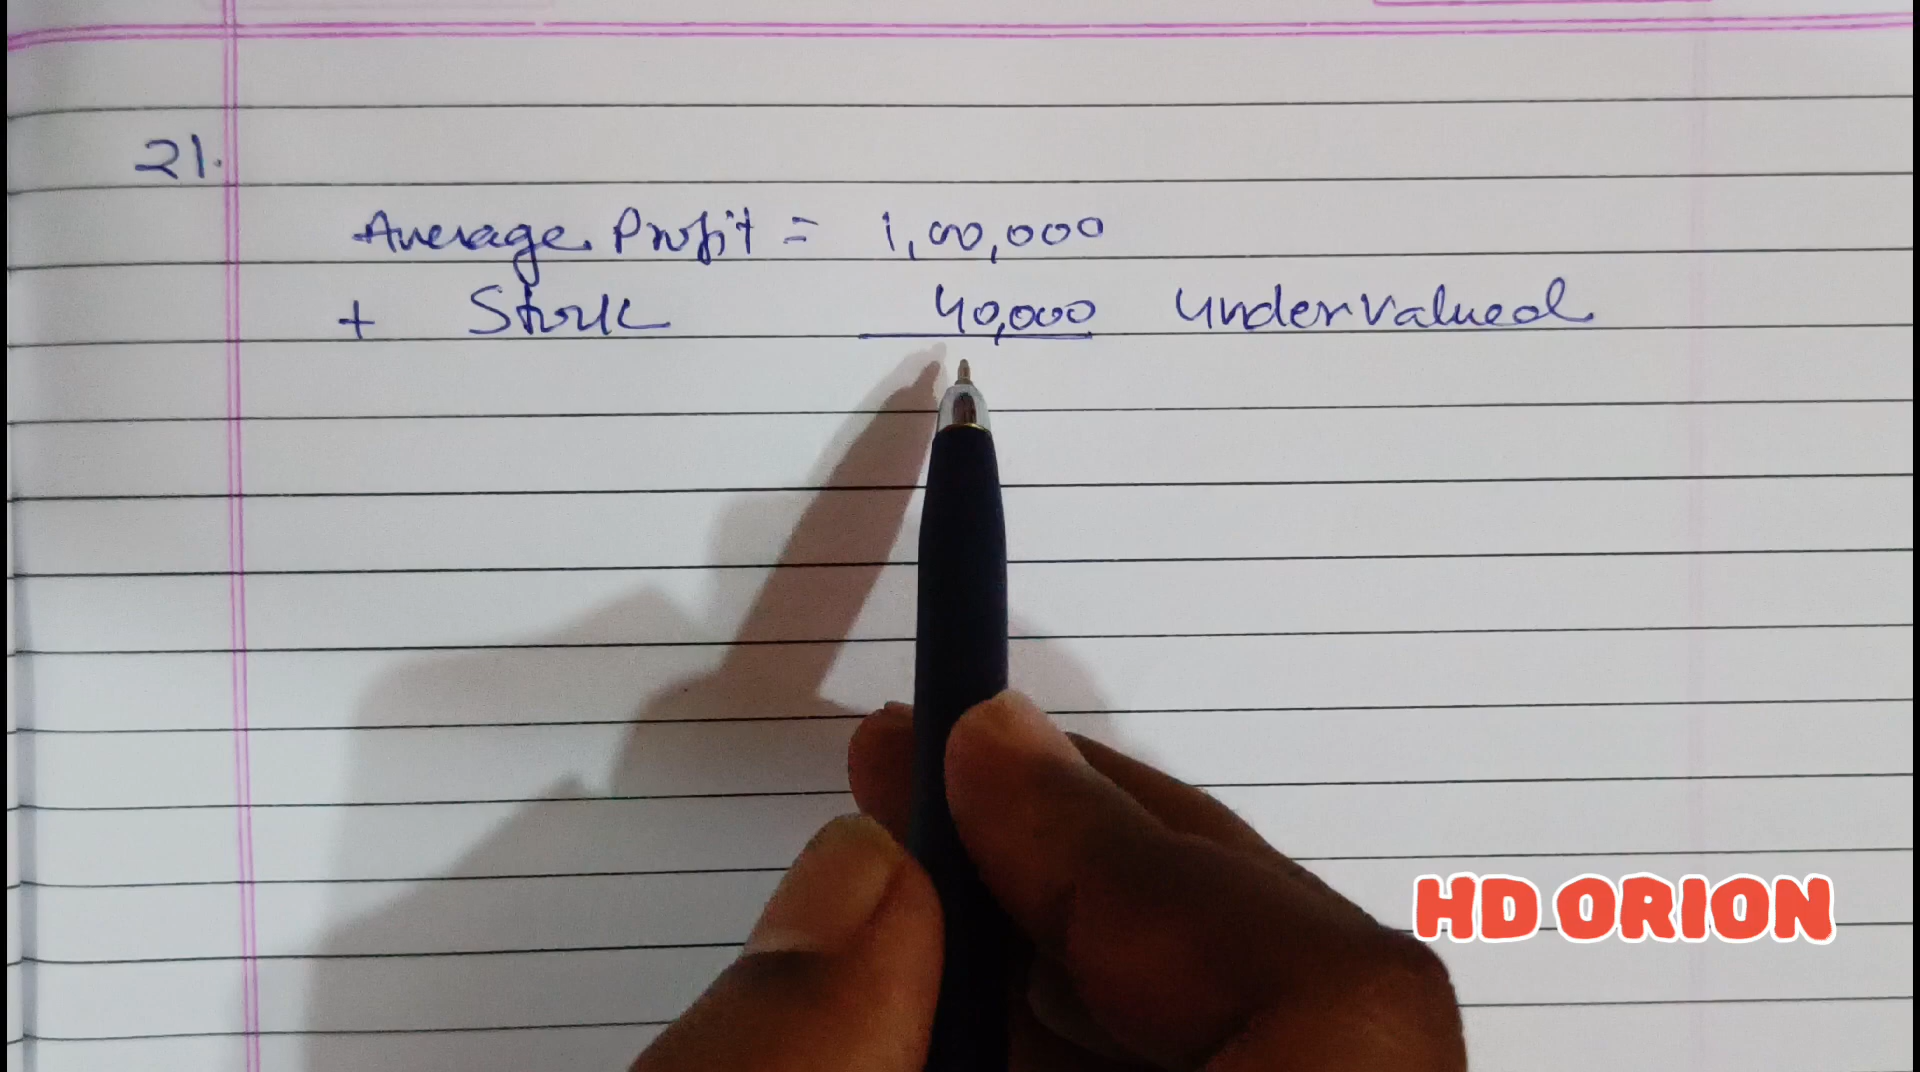 21.
Average Profit = 1,00,000
+ Stock 40,000 undervalued
HD ORION